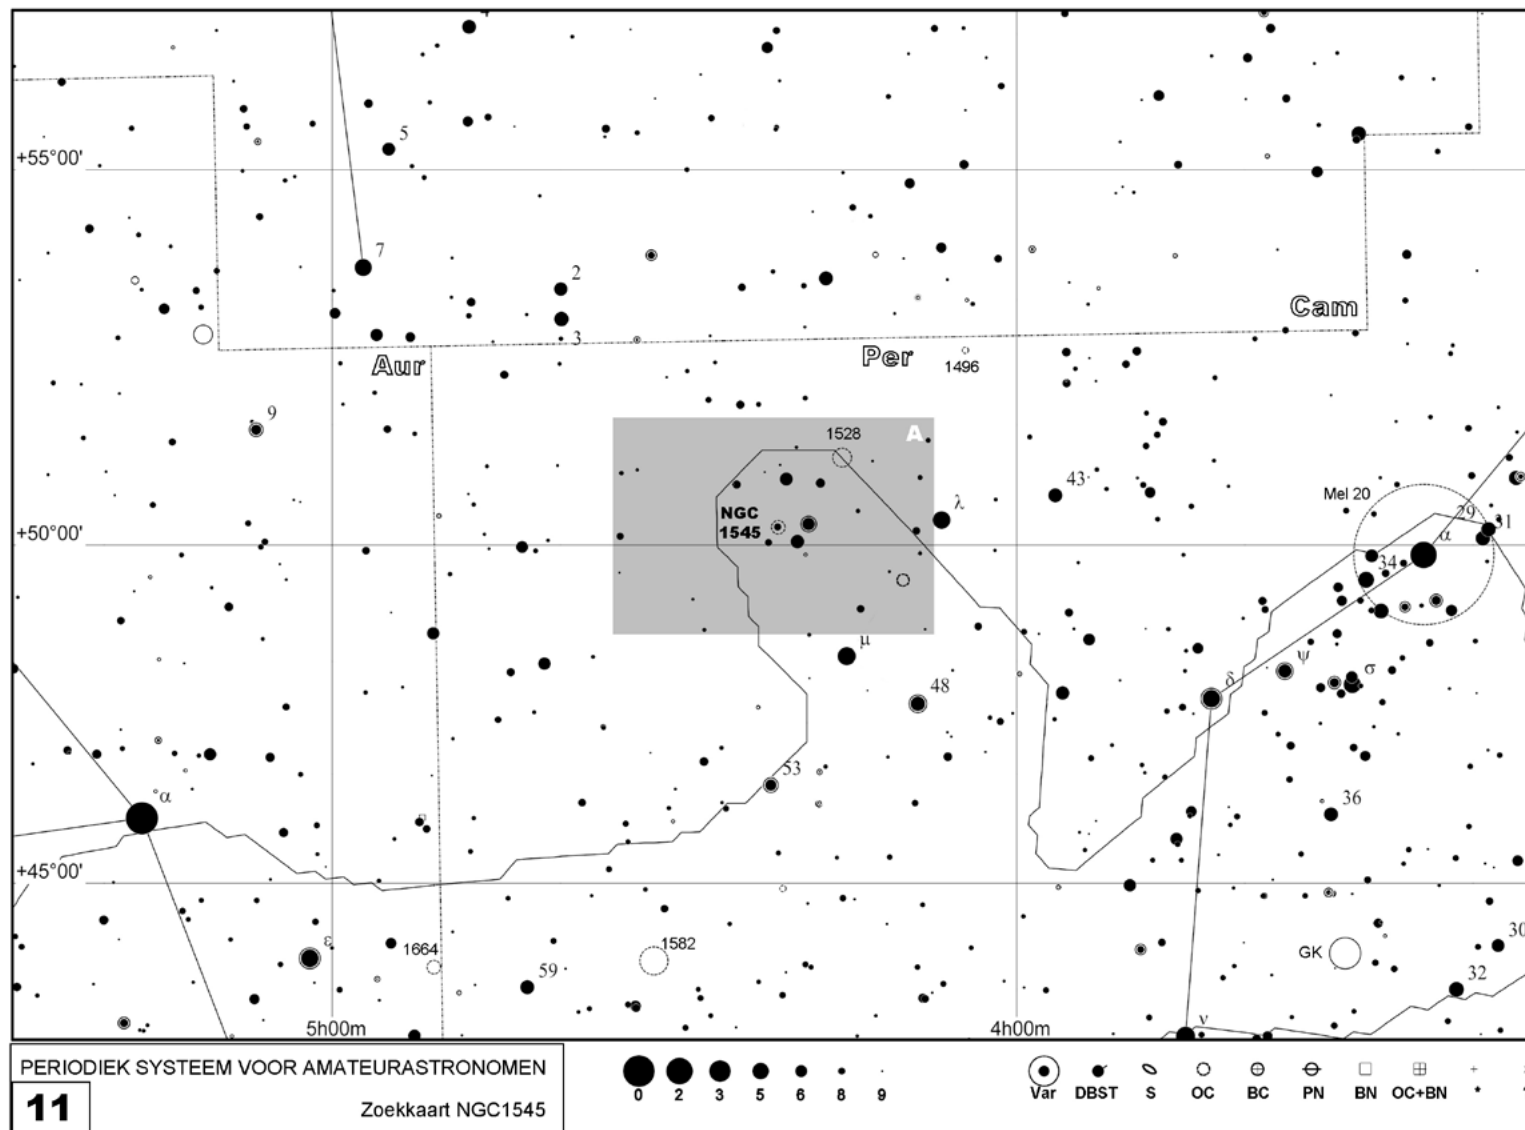 4
5
+55°00'
7
2
3
Cam
Aur
Per
1496
9
A
1528
43
λ
Mel 20
29
31
NGC
1545
α
+50°00'
34
μ
ψ
σ
δ
48
53
α
36
+45°00'
ε
1664
1582
GK
30
59
32
5h00m
4h00m
ν
PERIODIEK SYSTEEM VOOR AMATEURASTRONOMEN
11
Zoekkaart NGC1545
0 2 3 5 6 8 9
Var DBST S OC BC PN BN OC+BN *